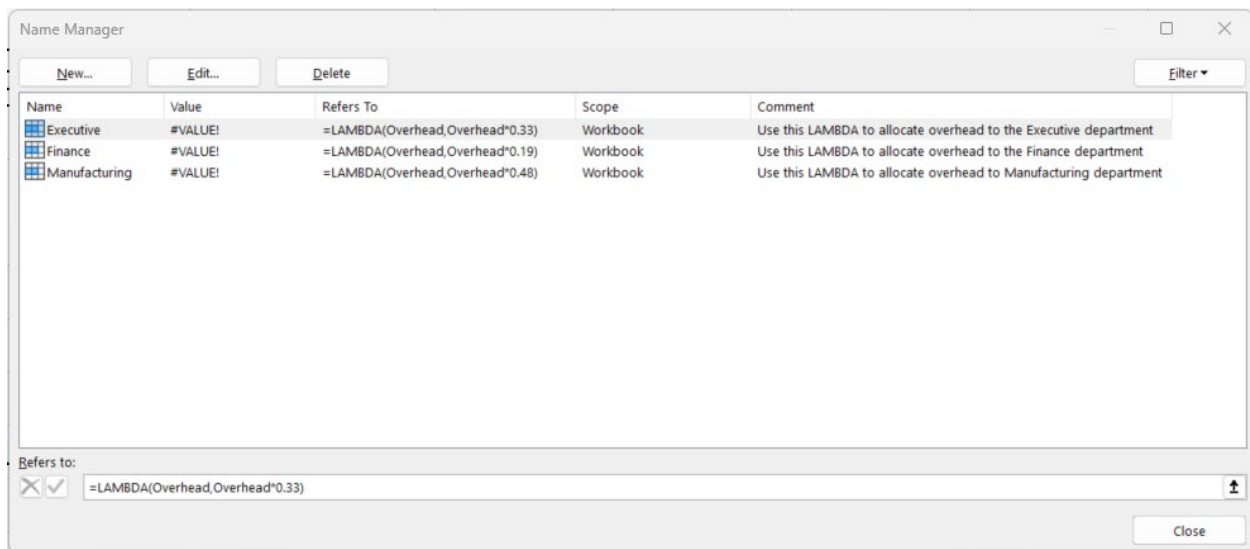 Name Manager
New... Edit... Delete Filter
Name Value Refers To Scope Comment
Executive #VALUE! =LAMBDA(Overhead,Overhead*0.33) Workbook Use this LAMBDA to allocate overhead to the Executive department
Finance #VALUE! =LAMBDA(Overhead,Overhead*0.19) Workbook Use this LAMBDA to allocate overhead to the Finance department
Manufacturing #VALUE! =LAMBDA(Overhead,Overhead*0.48) Workbook Use this LAMBDA to allocate overhead to Manufacturing department
Refers to:
=LAMBDA(Overhead,Overhead*0.33)
Close